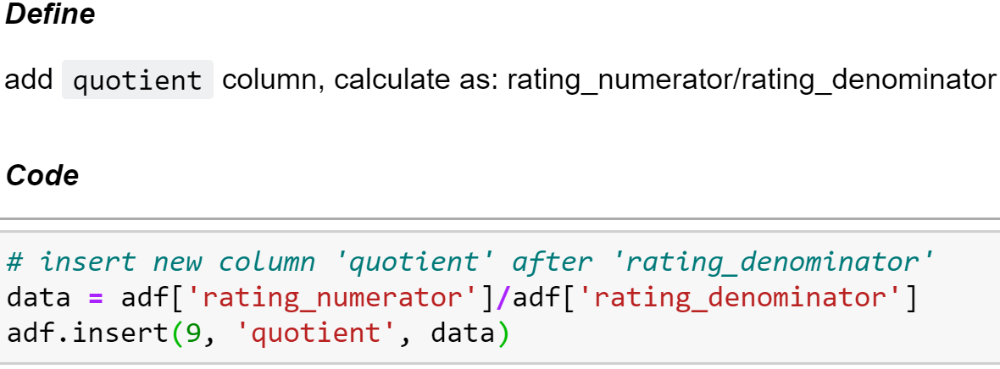 Define
add quotient column, calculate as: rating_numerator/rating_denominator
Code
# insert new column 'quotient' after 'rating_denominator'
data = adf['rating_numerator']/adf['rating_denominator']
adf.insert(9, 'quotient', data)